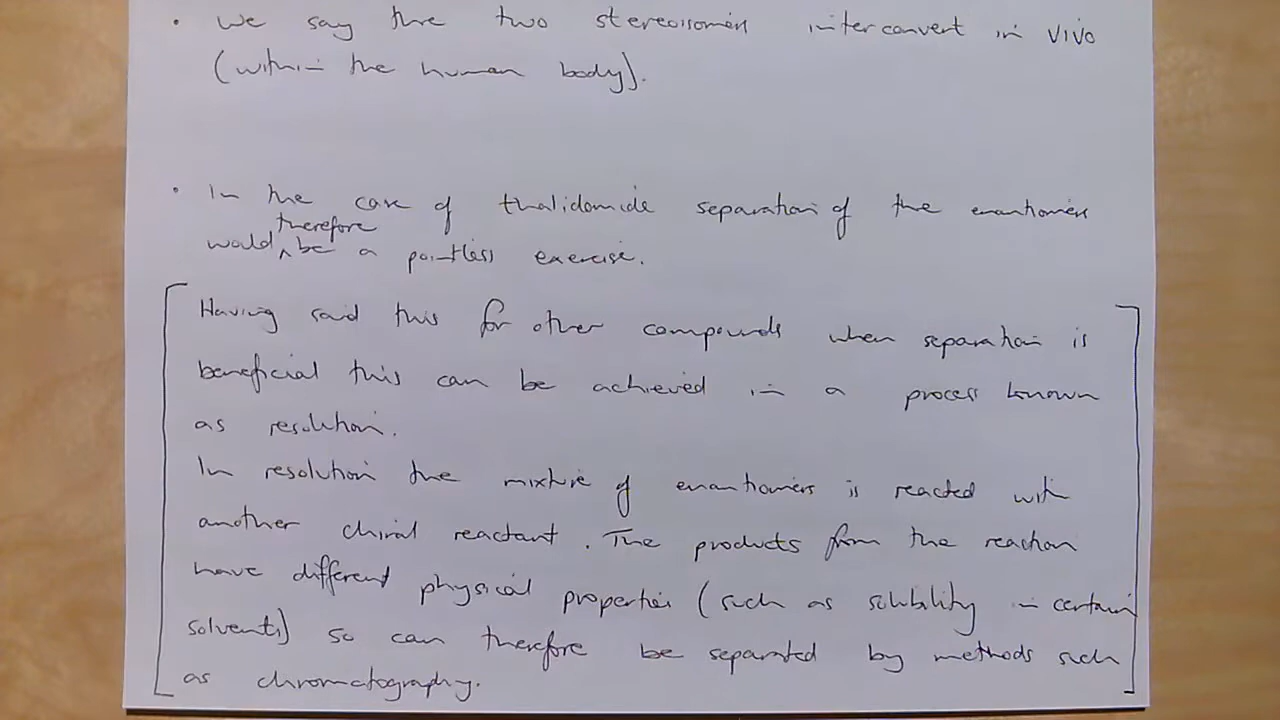 • We say the two stereoisomers interconvert in vivo
(within the human body).
• In the case of thalidomide separation of the enantiomers
therefore
would ^ be a pointless exercise.
Having said this for other compounds when separation is
beneficial this can be achieved in a process known
as resolution.
In resolution the mixture of enantiomers is reacted with
another chiral reactant. The products from the reaction
have different physical properties (such as solubility in certain
solvents) so can therefore be separated by methods such
as chromatography.